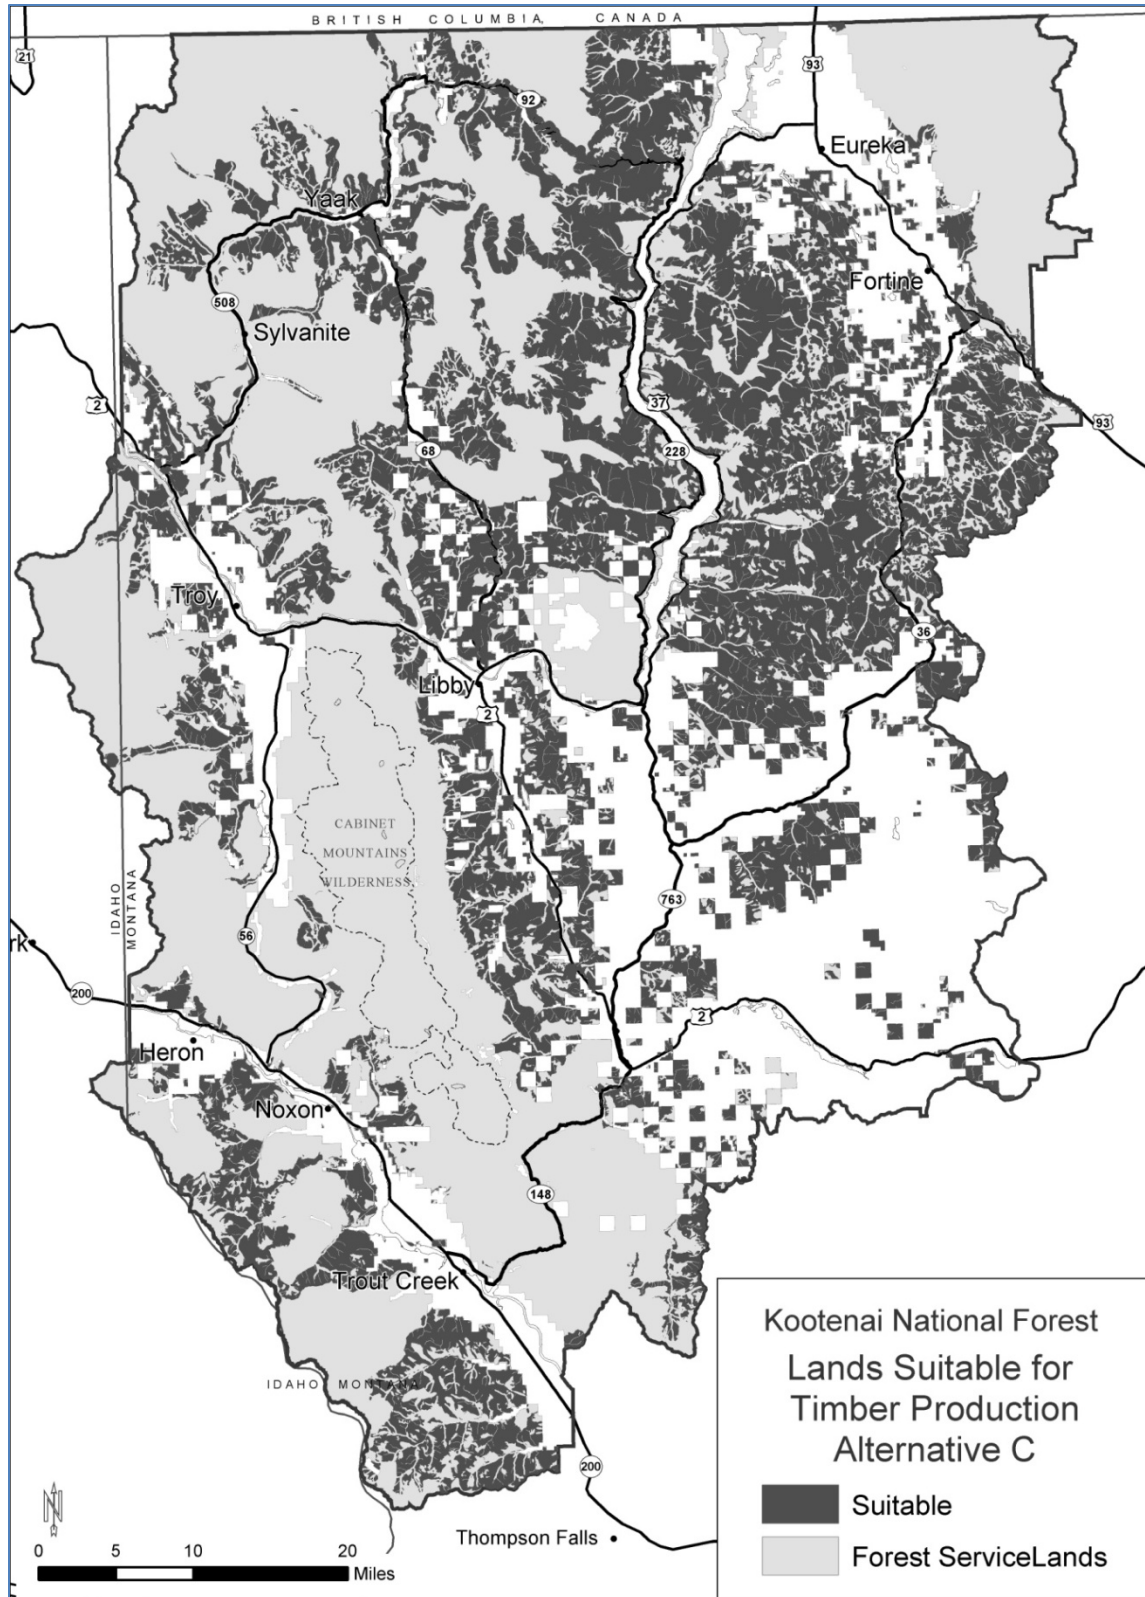 BRITISH COLUMBIA, CANADA
21
93
92
Eureka
Yaak
Fortine
508
Sylvanite
2
37
93
68
228
Troy
36
Libby
2
CABINET
MOUNTAINS
WILDERNESS
IDAHO
MONTANA
763
56
rk
200
2
Heron
Noxon
148
Trout Creek
IDAHO MONTANA
200
Thompson Falls
Kootenai National Forest
Lands Suitable for
Timber Production
Alternative C
Suitable
Forest ServiceLands
N
0 5 10 20
Miles